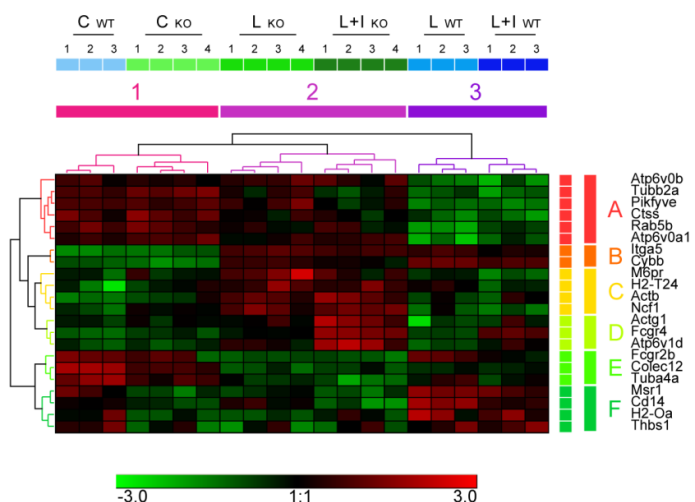 C WT C KO L KO L+I KO L WT L+I WT
1 2 3 1 2 3 4 1 2 3 4 1 2 3 4 1 2 3 1 2 3
1 2 3
Atp6v0b
Tubb2a
Pikfyve
A
Ctss
Rab5b
Atp6v0a1
Itga5
B
Cybb
M6pr
H2-T24
C
Actb
Ncf1
Actg1
D
Fcgr4
Atp6v1d
Fcgr2b
E
Colec12
Tuba4a
Msr1
Cd14
F
H2-Oa
Thbs1
-3.0 1:1 3.0